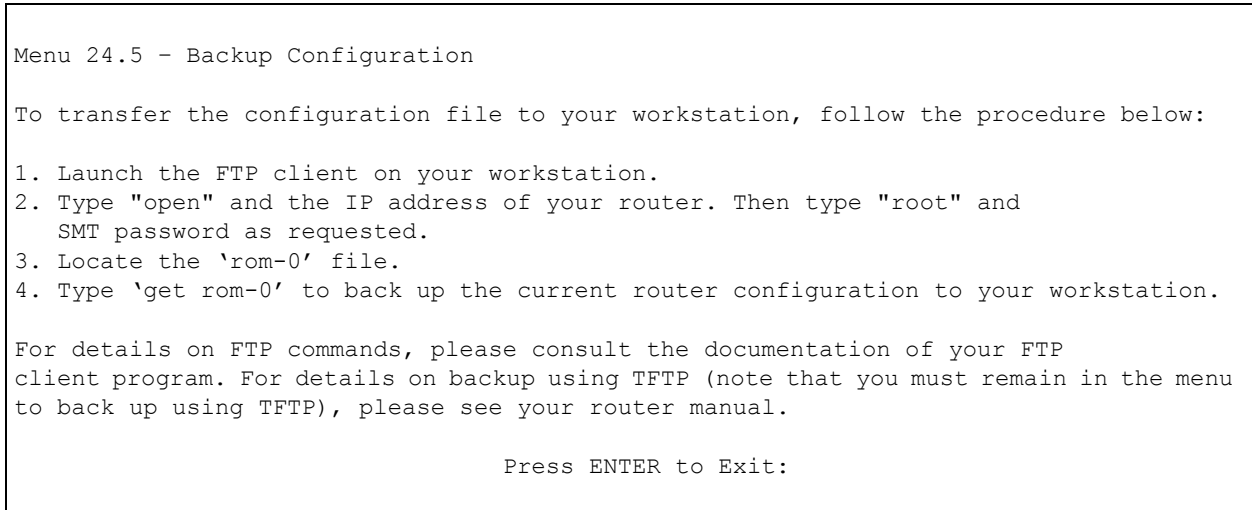 Menu 24.5 – Backup Configuration
To transfer the configuration file to your workstation, follow the procedure below:
1. Launch the FTP client on your workstation.
2. Type "open" and the IP address of your router. Then type "root" and
SMT password as requested.
3. Locate the ‘rom-0’ file.
4. Type ‘get rom-0’ to back up the current router configuration to your workstation.
For details on FTP commands, please consult the documentation of your FTP
client program. For details on backup using TFTP (note that you must remain in the menu
to back up using TFTP), please see your router manual.
Press ENTER to Exit: